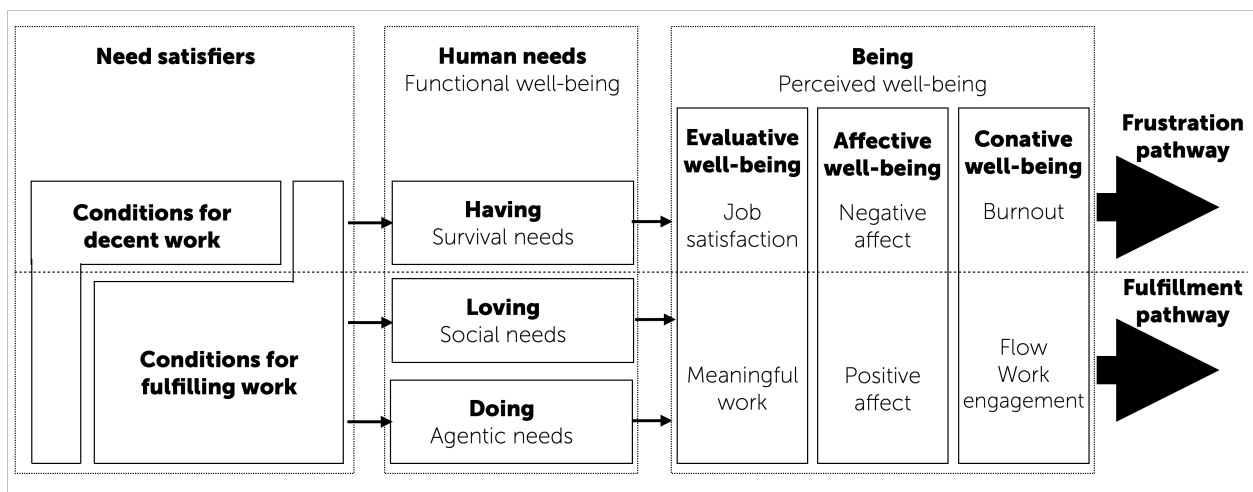 Need satisfiers
Conditions for
decent work
Conditions for
fulfilling work
Human needs
Functional well-being
Having
Survival needs
Loving
Social needs
Doing
Agentic needs
Being
Perceived well-being
Evaluative
well-being
Job
satisfaction
Meaningful
work
Affective
well-being
Negative
affect
Positive
affect
Conative
well-being
Burnout
Flow
Work
engagement
Frustration
pathway
Fulfillment
pathway